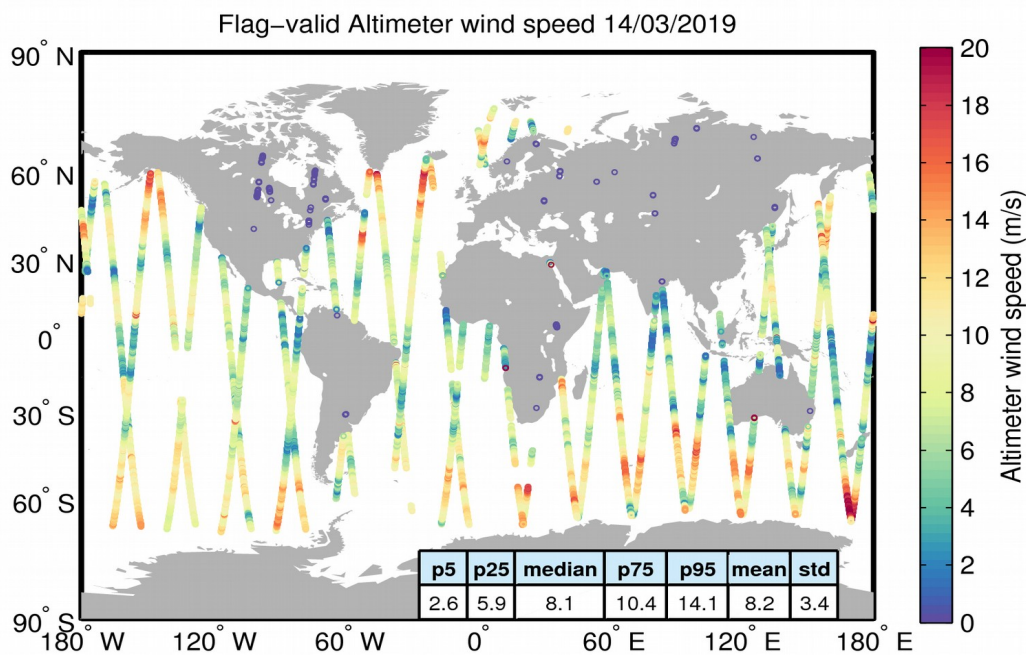 Flag-valid Altimeter wind speed 14/03/2019
90° N
60° N
30° N
0°
30° S
60° S
90° S
180° W
120° W
60° W
0°
60° E
120° E
180° E
p5 p25 median p75 p95 mean std
2.6 5.9 8.1 10.4 14.1 8.2 3.4
20
18
16
14
12
10
8
6
4
2
0
Altimeter wind speed (m/s)